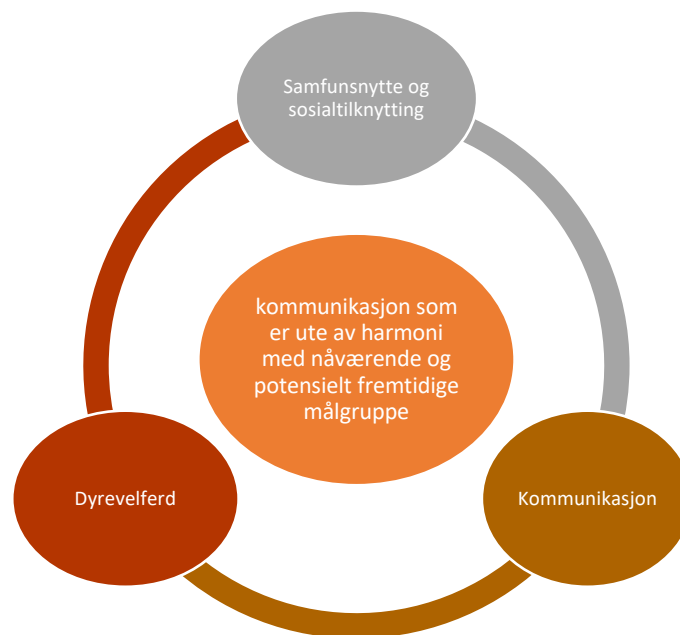 Samfunsnytte og
sosialtilknytting
kommunikasjon som
er ute av harmoni
med nåværende og
potensielt fremtidige
målgruppe
Dyrevelferd
Kommunikasjon